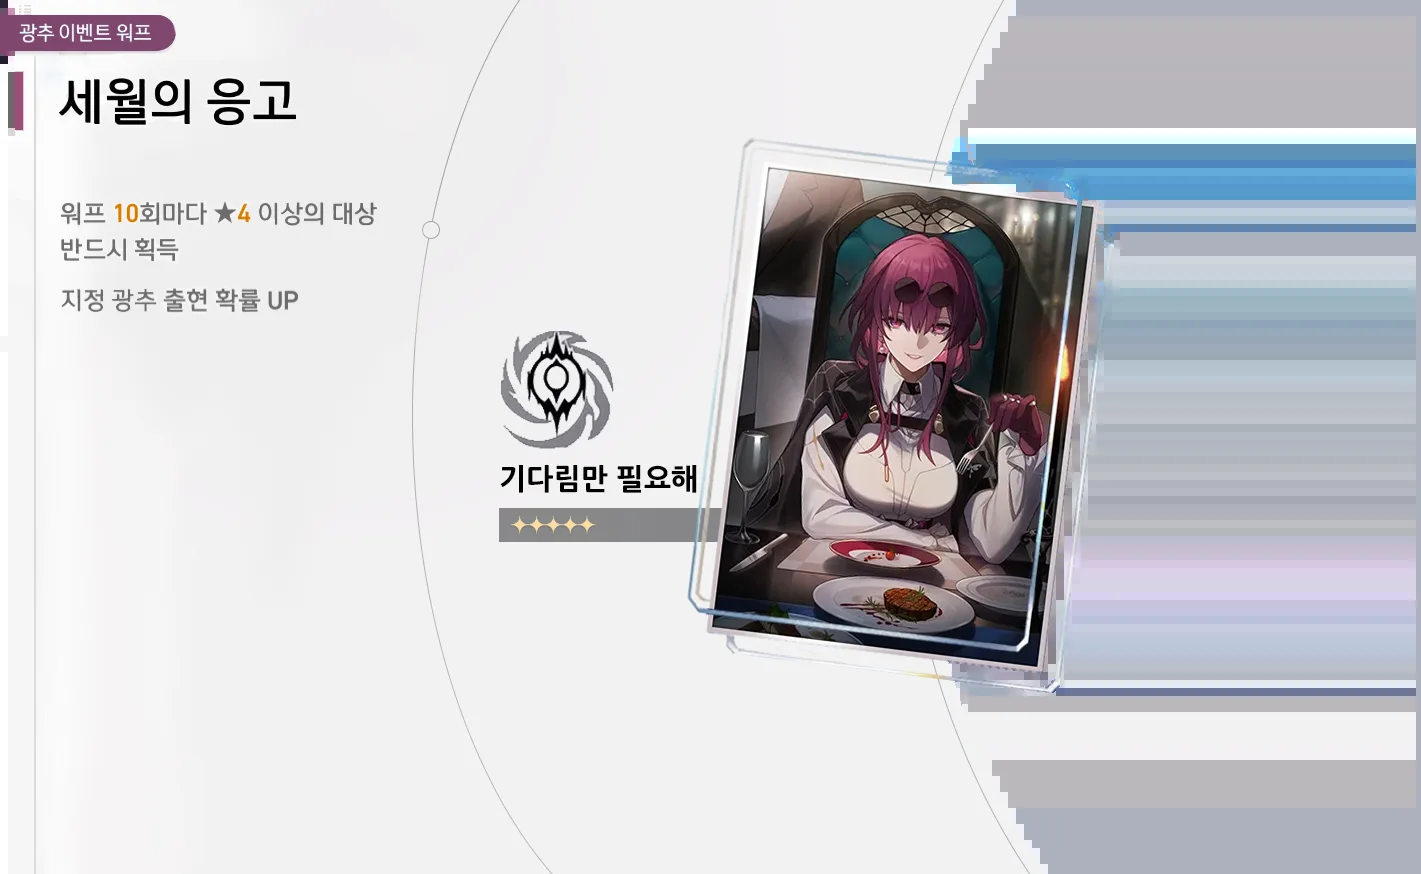 광추 이벤트 워프
세월의 응고
워프 10회마다 ★4 이상의 대상
반드시 획득
지정 광추 출현 확률 UP
기다림만 필요해